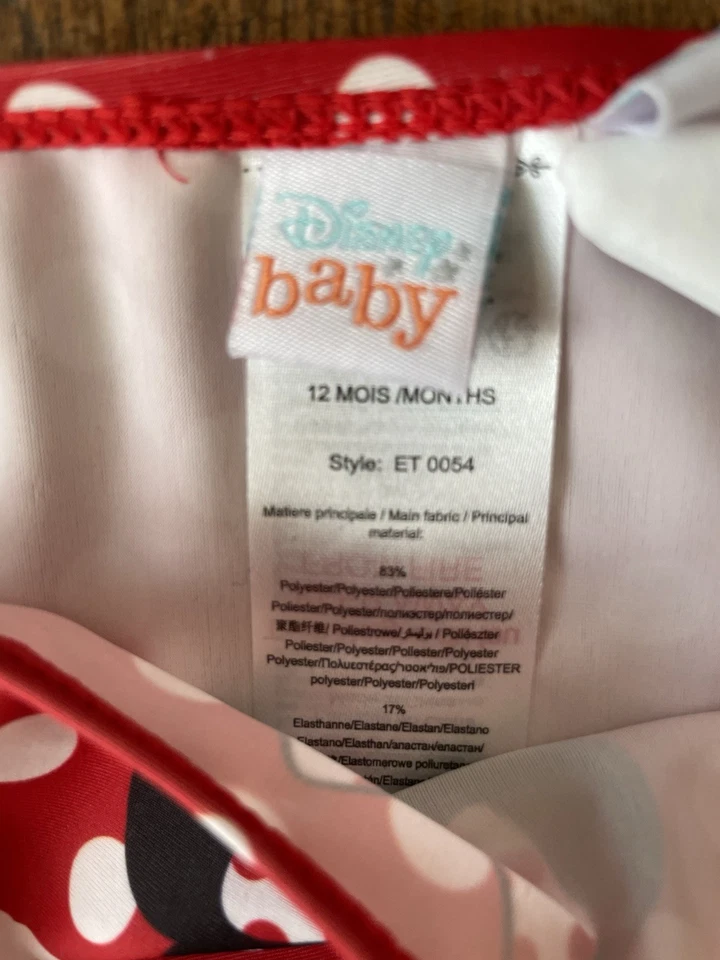 Disney
baby
12 MOIS /MONTHS
Style: ET 0054
Matiere principale / Main fabric / Principal
material:
83%
Polyester/Polyester/Poliestere/Poliéster
Poliester/Polyester/полиэстер/полиестер/
聚酯纤维/ Poliestrowe/بوليستر / Poliészter
Poliester/Polyester/Poliester/Polyester
Polyester/Πολυεστέρας/פוליאסטר/POLIESTER
polyester/Polyester/Polyesteri
17%
Elasthanne/Elastane/Elastan/Elastano
Elastano/Elasthan/эластан/еластан/
/Elastomerowe